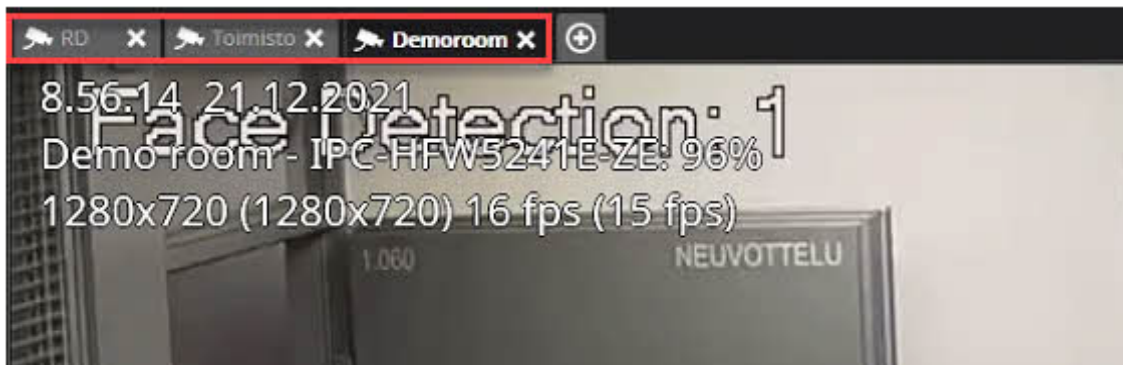 RD Toimisto Demoroom
8.56.14 21.12.2021
Face Detection: 1
Demo room - IPC-HFW5241E-ZE: 96%
1280x720 (1280x720) 16 fps (15 fps)
1.060 NEUVOTTELU